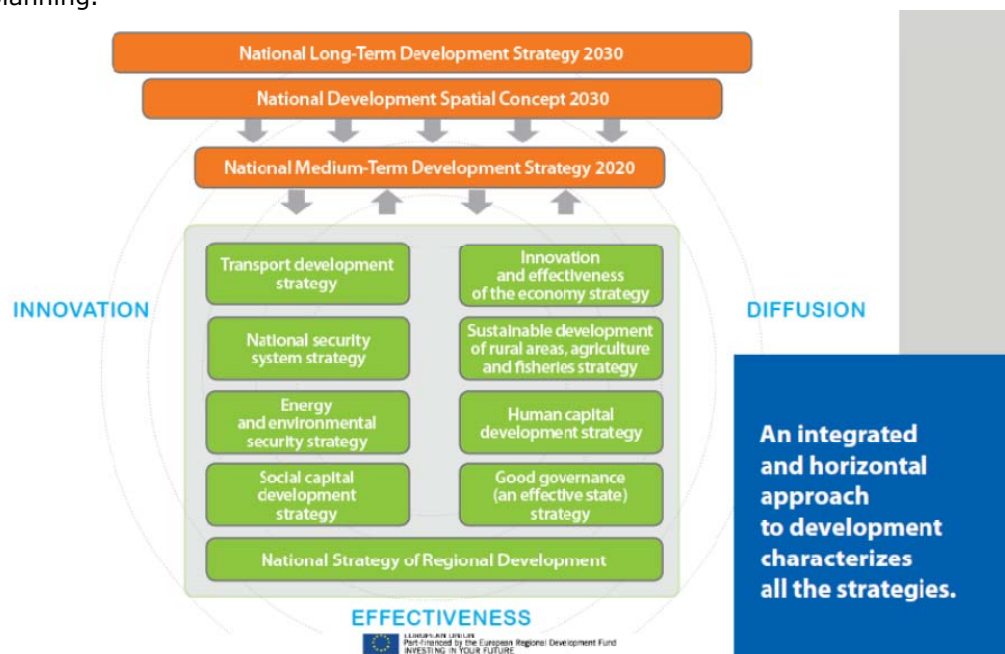 National Long-Term Development Strategy 2030
National Development Spatial Concept 2030
National Medium-Term Development Strategy 2020
Transport development
strategy
Innovation
and effectiveness
of the economy strategy
INNOVATION
DIFFUSION
National security
system strategy
Sustainable development
of rural areas, agriculture
and fisheries strategy
Energy
and environmental
security strategy
Human capital
development strategy
Social capital
development
strategy
Good governance
(an effective state)
strategy
National Strategy of Regional Development
An integrated
and horizontal
approach
to development
characterizes
all the strategies.
EFFECTIVENESS
EUROPEAN UNION
Part-financed by the European Regional Development Fund
INVESTING IN YOUR FUTURE